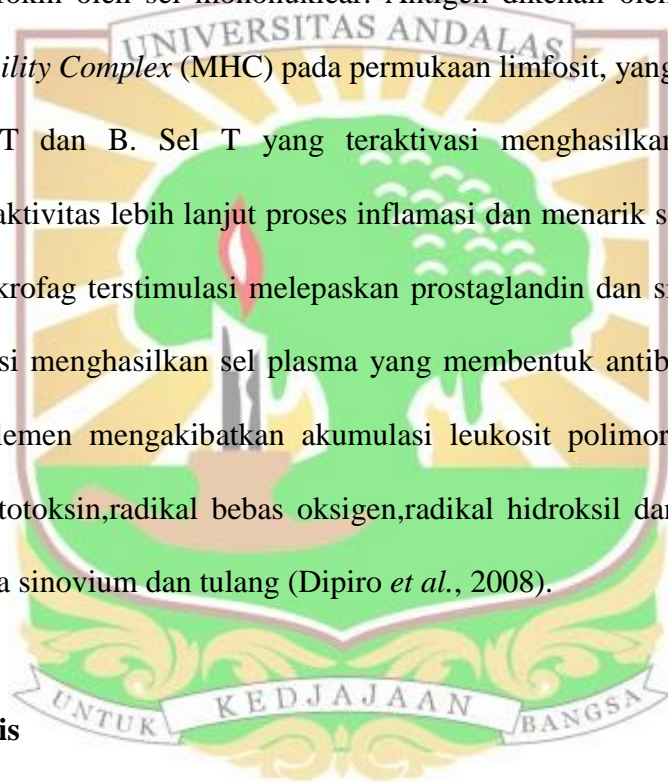 sitokin oleh sel mononuklear. Antigen dikenali oleh
UNIVERSITAS ANDALAS
ility Complex (MHC) pada permukaan limfosit, yang
T dan B. Sel T yang teraktivasi menghasilkan
aktivitas lebih lanjut proses inflamasi dan menarik s
krofag terstimulasi melepaskan prostaglandin dan si
si menghasilkan sel plasma yang membentuk antib
lemen mengakibatkan akumulasi leukosit polimor
totoksin,radikal bebas oksigen,radikal hidroksil dan
a sinovium dan tulang (Dipiro et al., 2008).
UNTUK KEDJAJAAN BANGSA
is